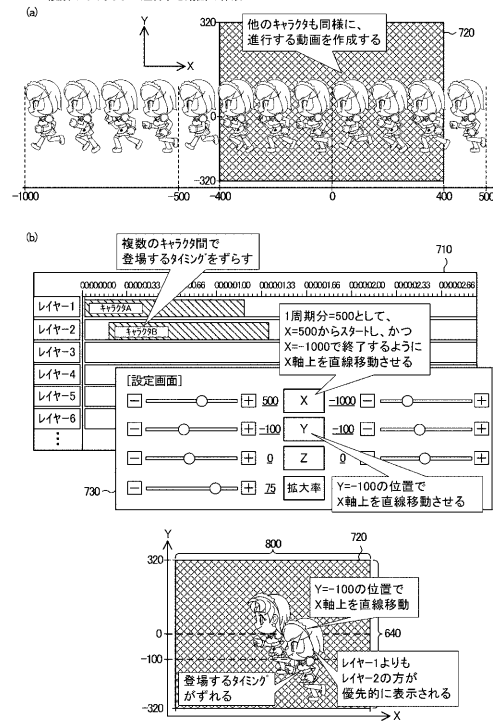 (a)
Y
X
320
0
-320
他のキャラクタも同様に、
進行する動画を作成する
720
-1000
-500
-400
0
400
500
(b)
複数のキャラクタ間で
登場するタイミングをずらす
710
レイヤー1
キャラクタA
レイヤー2
キャラクタB
レイヤー3
レイヤー4
レイヤー5
レイヤー6
1周期分=500として、
X=500からスタートし、かつ
X=-1000で終了するように
X軸上を直線移動させる
[設定画面]
500 X -1000
-100 Y -100
0 Z 0
75 拡大率
730
Y=-100の位置で
X軸上を直線移動させる
Y
800
720
320
0
-100
-320
640
Y=-100の位置で
X軸上を直線移動
登場するタイミング
がずれる
レイヤー1よりも
レイヤー2の方が
優先的に表示される
X